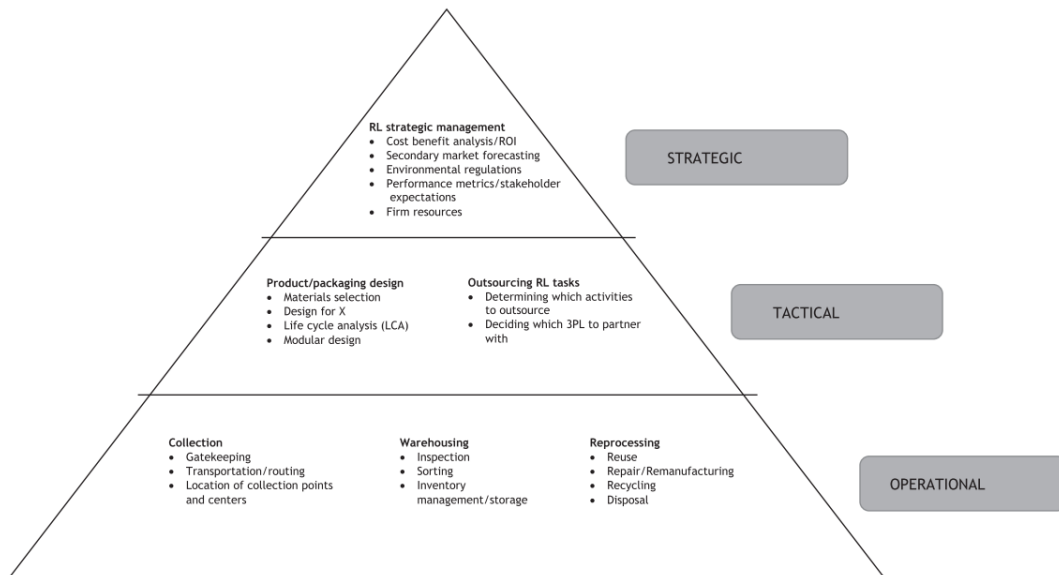 RL strategic management
• Cost benefit analysis/ROI
• Secondary market forecasting
• Environmental regulations
• Performance metrics/stakeholder
expectations
• Firm resources
STRATEGIC
Product/packaging design
• Materials selection
• Design for X
• Life cycle analysis (LCA)
• Modular design
Outsourcing RL tasks
• Determining which activities
to outsource
• Deciding which 3PL to partner
with
TACTICAL
Collection
• Gatekeeping
• Transportation/routing
• Location of collection points
and centers
Warehousing
• Inspection
• Sorting
• Inventory
management/storage
Reprocessing
• Reuse
• Repair/Remanufacturing
• Recycling
• Disposal
OPERATIONAL